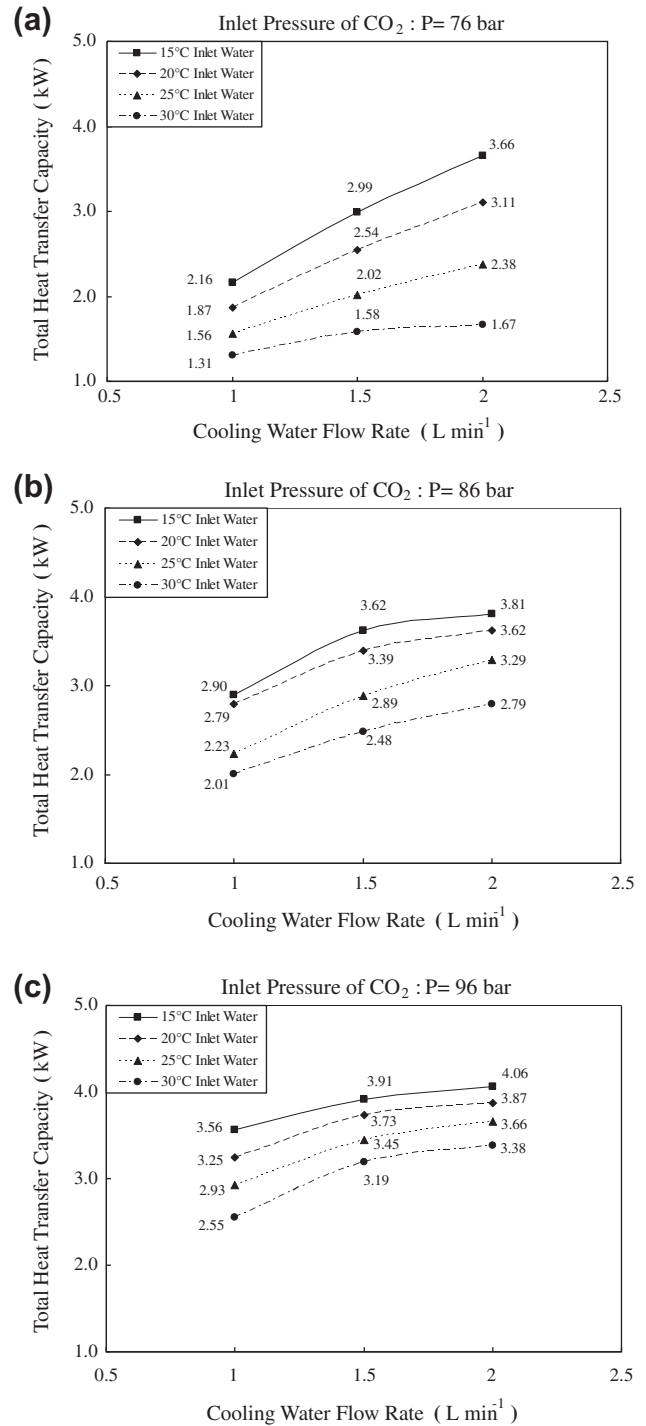 (a)
Inlet Pressure of CO2 : P= 76 bar
Total Heat Transfer Capacity ( kW )
5.0
4.0
3.0
2.0
1.0
15°C Inlet Water
20°C Inlet Water
25°C Inlet Water
30°C Inlet Water
3.66
2.99
3.11
2.54
2.38
2.16
2.02
1.87
1.58
1.67
1.56
1.31
0.5
1
1.5
2
2.5
Cooling Water Flow Rate ( L min-1 )
(b)
Inlet Pressure of CO2 : P= 86 bar
Total Heat Transfer Capacity ( kW )
5.0
4.0
3.0
2.0
1.0
15°C Inlet Water
20°C Inlet Water
25°C Inlet Water
30°C Inlet Water
3.81
3.62
3.62
3.39
3.29
2.90
2.79
2.89
2.79
2.23
2.48
2.01
0.5
1
1.5
2
2.5
Cooling Water Flow Rate ( L min-1 )
(c)
Inlet Pressure of CO2 : P= 96 bar
Total Heat Transfer Capacity ( kW )
5.0
4.0
3.0
2.0
1.0
15°C Inlet Water
20°C Inlet Water
25°C Inlet Water
30°C Inlet Water
4.06
3.91
3.87
3.56
3.73
3.66
3.45
3.38
3.25
3.19
2.93
2.55
0.5
1
1.5
2
2.5
Cooling Water Flow Rate ( L min-1 )